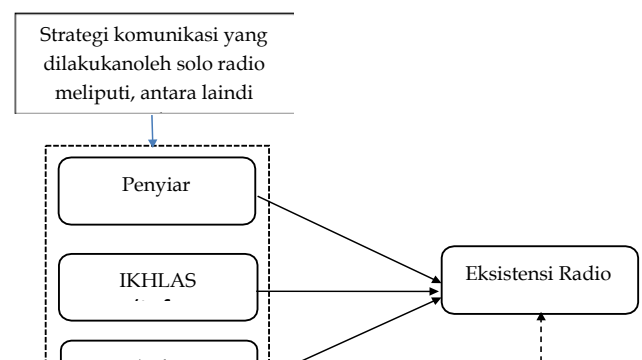 Strategi komunikasi yang
dilakukanoleh solo radio
meliputi, antara laindi
Penyiar
IKHLAS
Eksistensi Radio